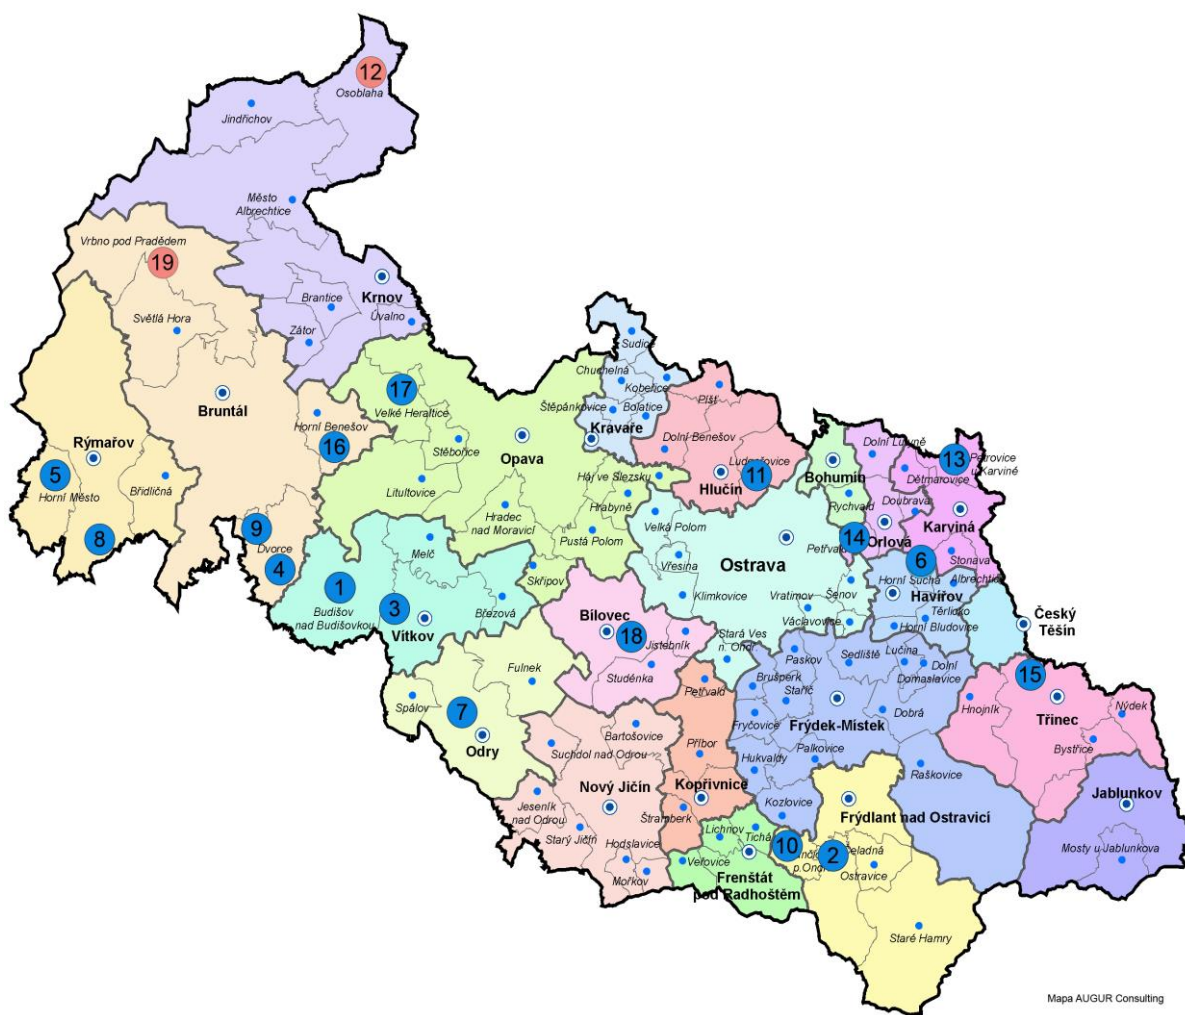 12
Osoblaha
Jindřichov
Město
Albrechtice
Vrbno pod Pradědem
19
Krnov
Brantice
Úvalno
Světlá Hora
Zátor
Sudice
Chuchelná
Kobeřice
17
Píšť
Bruntál
Velké Heraltice
Štěpánkovice
Bolatice
Horní Benešov
Kravaře
Dolní Benešov
Rýmařov
16
Stěbořice
Opava
Dolní Lutyně
13
Petrovice
u Karviné
5
Háj ve Slezsku
Hlučín
11
Bohumín
Dětmarovice
Horní Město
Břidličná
Litultovice
Hrabyně
Rychvald
Doubrava
Hradec
nad Moravicí
Karviná
9
Velká Polom
8
Dvorce
Pustá Polom
14
Orlová
Petřvald
Melč
Stonava
4
Skřipov
Vřesina
Ostrava
6
Horní Suchá
Albrechtice
1
Šenov
Havířov
Budišov
nad Budišovkou
3
Březová
Klimkovice
Vratimov
Těrlicko
Vítkov
Bílovec
Václavovice
Horní Bludovice
Český
Těšín
18
Jistebník
Stará Ves
n. Ondř.
Fulnek
Studénka
Paskov
Sedliště
Lučina
Dolní
Domaslavice
Brušperk
15
Spálov
Petřvald
Staříč
Hnojník
Třinec
Nýdek
7
Fryčovice
Frýdek-Místek
Dobrá
Odry
Bartošovice
Bystřice
Suchdol nad Odrou
Příbor
Hukvaldy
Palkovice
Raškovice
Nový Jičín
Kopřivnice
Jablunkov
Jeseník
nad Odrou
Štramberk
Kozlovice
Frýdlant nad Ostravicí
Starý Jičín
Lichnov
Tichá
10
2
Čeladná
Mosty u Jablunkova
Hodslavice
Veřovice
p.Ondř.
Ostravice
Mořkov
Frenštát
pod Radhoštěm
Staré Hamry
Mapa AUGUR Consulting